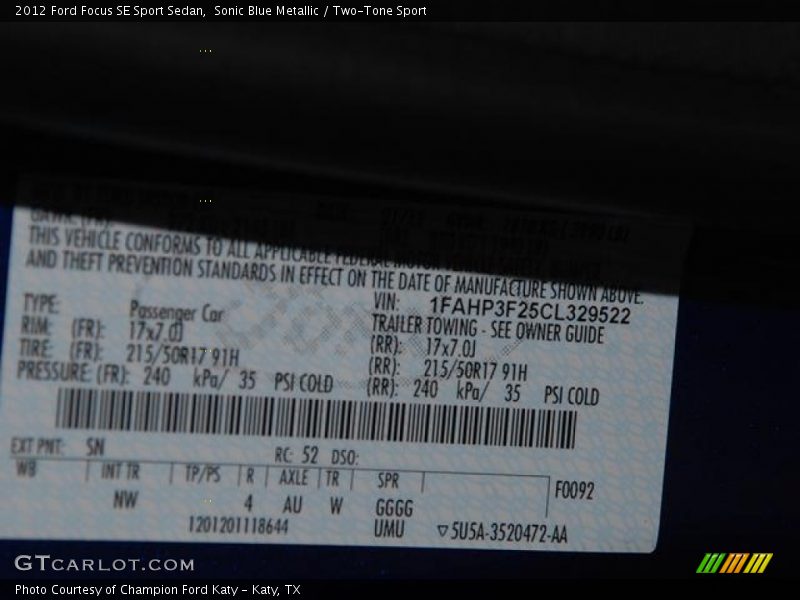 2012 Ford Focus SE Sport Sedan, Sonic Blue Metallic / Two-Tone Sport
THIS VEHICLE CONFORMS TO ALL APPLICABLE FEDERAL MOTOR VEHICLE SAFETY, BUMPER,
AND THEFT PREVENTION STANDARDS IN EFFECT ON THE DATE OF MANUFACTURE SHOWN ABOVE.
TYPE: Passenger Car VIN: 1FAHP3F25CL329522
TRAILER TOWING - SEE OWNER GUIDE
RIM: (FR): 17x7.0J (RR): 17x7.0J
TIRE: (FR): 215/50R17 91H (RR): 215/50R17 91H
PRESSURE: (FR): 240 kPa/ 35 PSI COLD (RR): 240 kPa/ 35 PSI COLD
EXT PNT: SN RC: 52 DSO:
WB INT TR TP/PS R AXLE TR SPR
NW 4 AU W GGGG F0092
1201201118644 UMU ▽5U5A-3520472-AA
GTCARLOT.COM
Photo Courtesy of Champion Ford Katy - Katy, TX